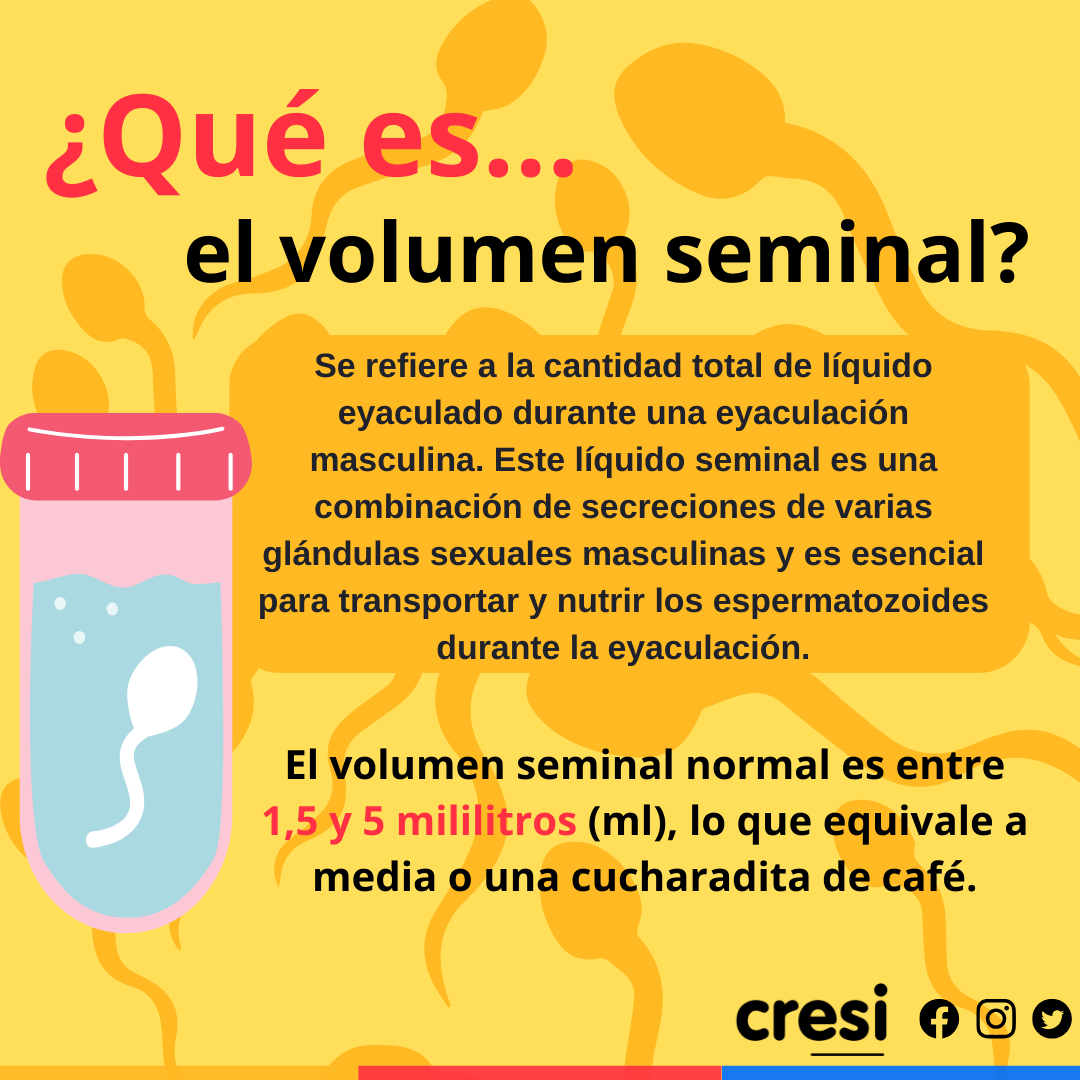 ¿Qué es...
el volumen seminal?
Se refiere a la cantidad total de líquido
eyaculado durante una eyaculación
masculina. Este líquido seminal es una
combinación de secreciones de varias
glándulas sexuales masculinas y es esencial
para transportar y nutrir los espermatozoides
durante la eyaculación.
El volumen seminal normal es entre
1,5 y 5 mililitros (ml), lo que equivale a
media o una cucharadita de café.
cresi